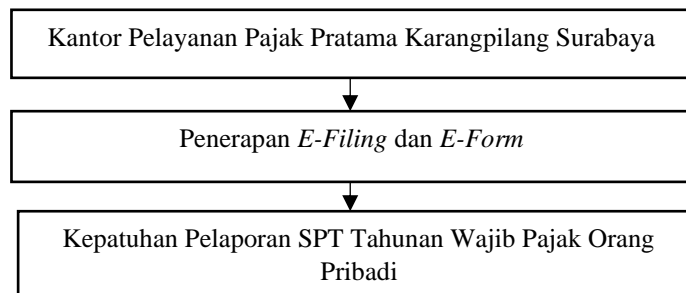 Kantor Pelayanan Pajak Pratama Karangpilang Surabaya
Penerapan E-Filing dan E-Form
Kepatuhan Pelaporan SPT Tahunan Wajib Pajak Orang
Pribadi